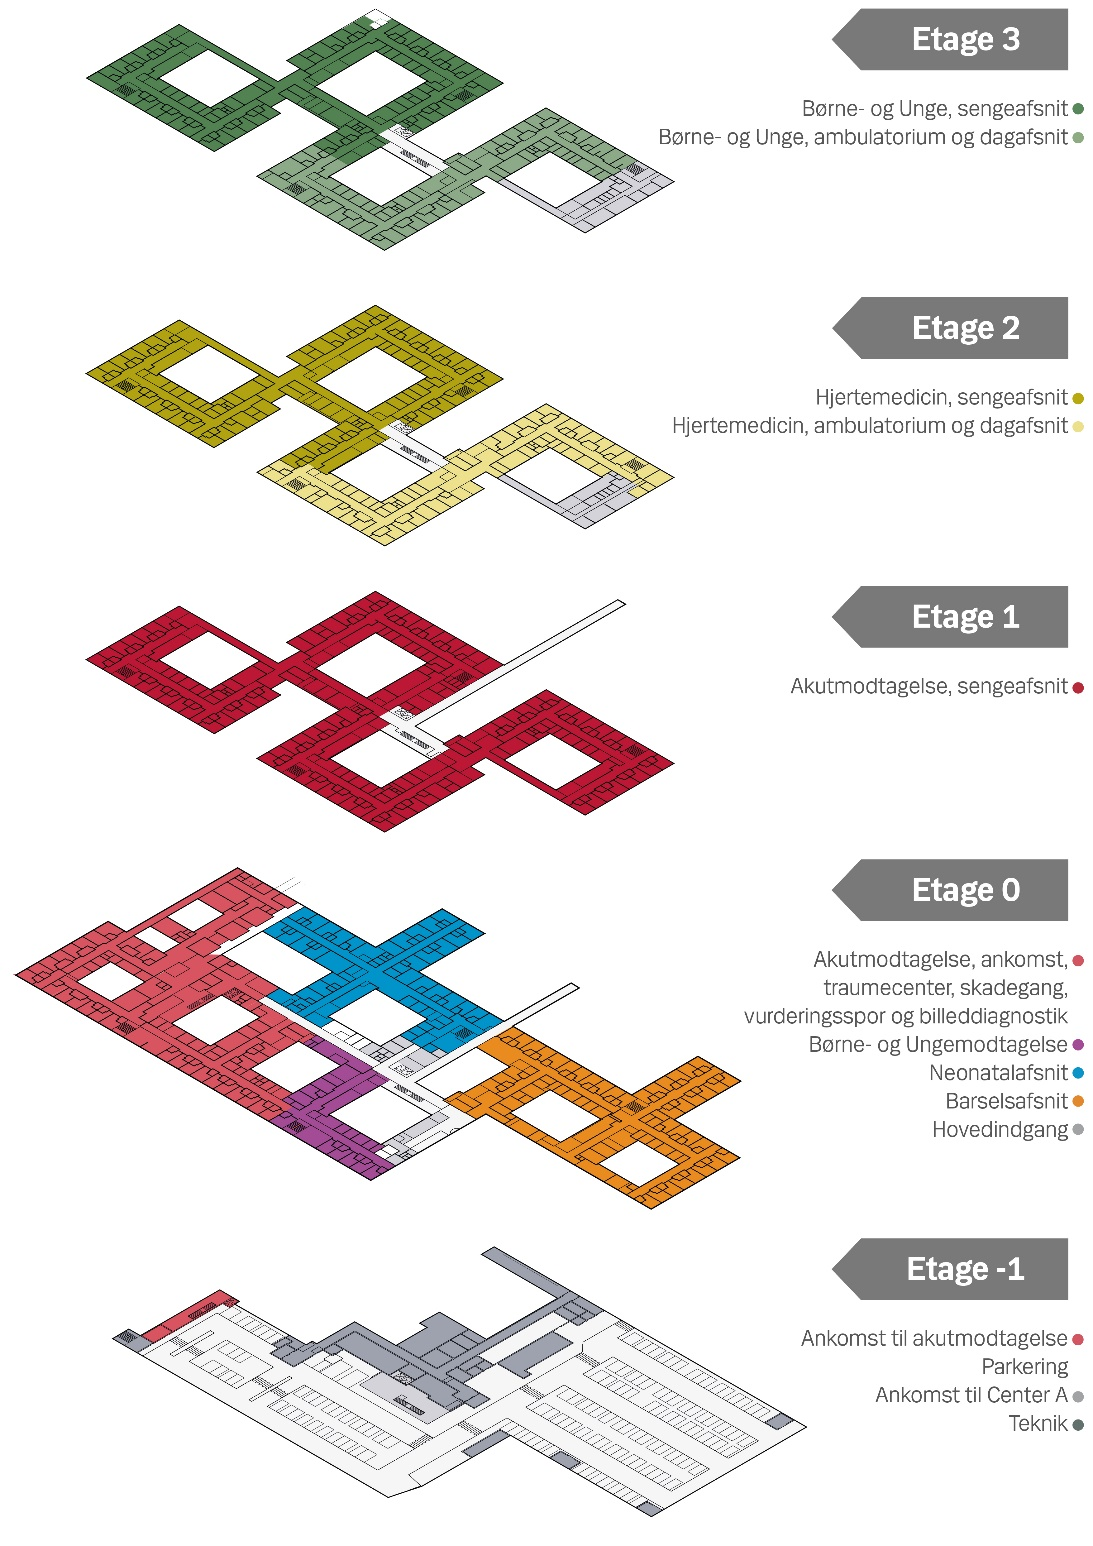 Etage 3
Børne- og Unge, sengeafsnit
Børne- og Unge, ambulatorium og dagafsnit
Etage 2
Hjertemedicin, sengeafsnit
Hjertemedicin, ambulatorium og dagafsnit
Etage 1
Akutmodtagelse, sengeafsnit
Etage 0
Akutmodtagelse, ankomst,
traumecenter, skadegang,
vurderingsspor og billeddiagnostik
Børne- og Ungemodtagelse
Neonatalafsnit
Barselsafsnit
Hovedindgang
Etage -1
Ankomst til akutmodtagelse
Parkering
Ankomst til Center A
Teknik